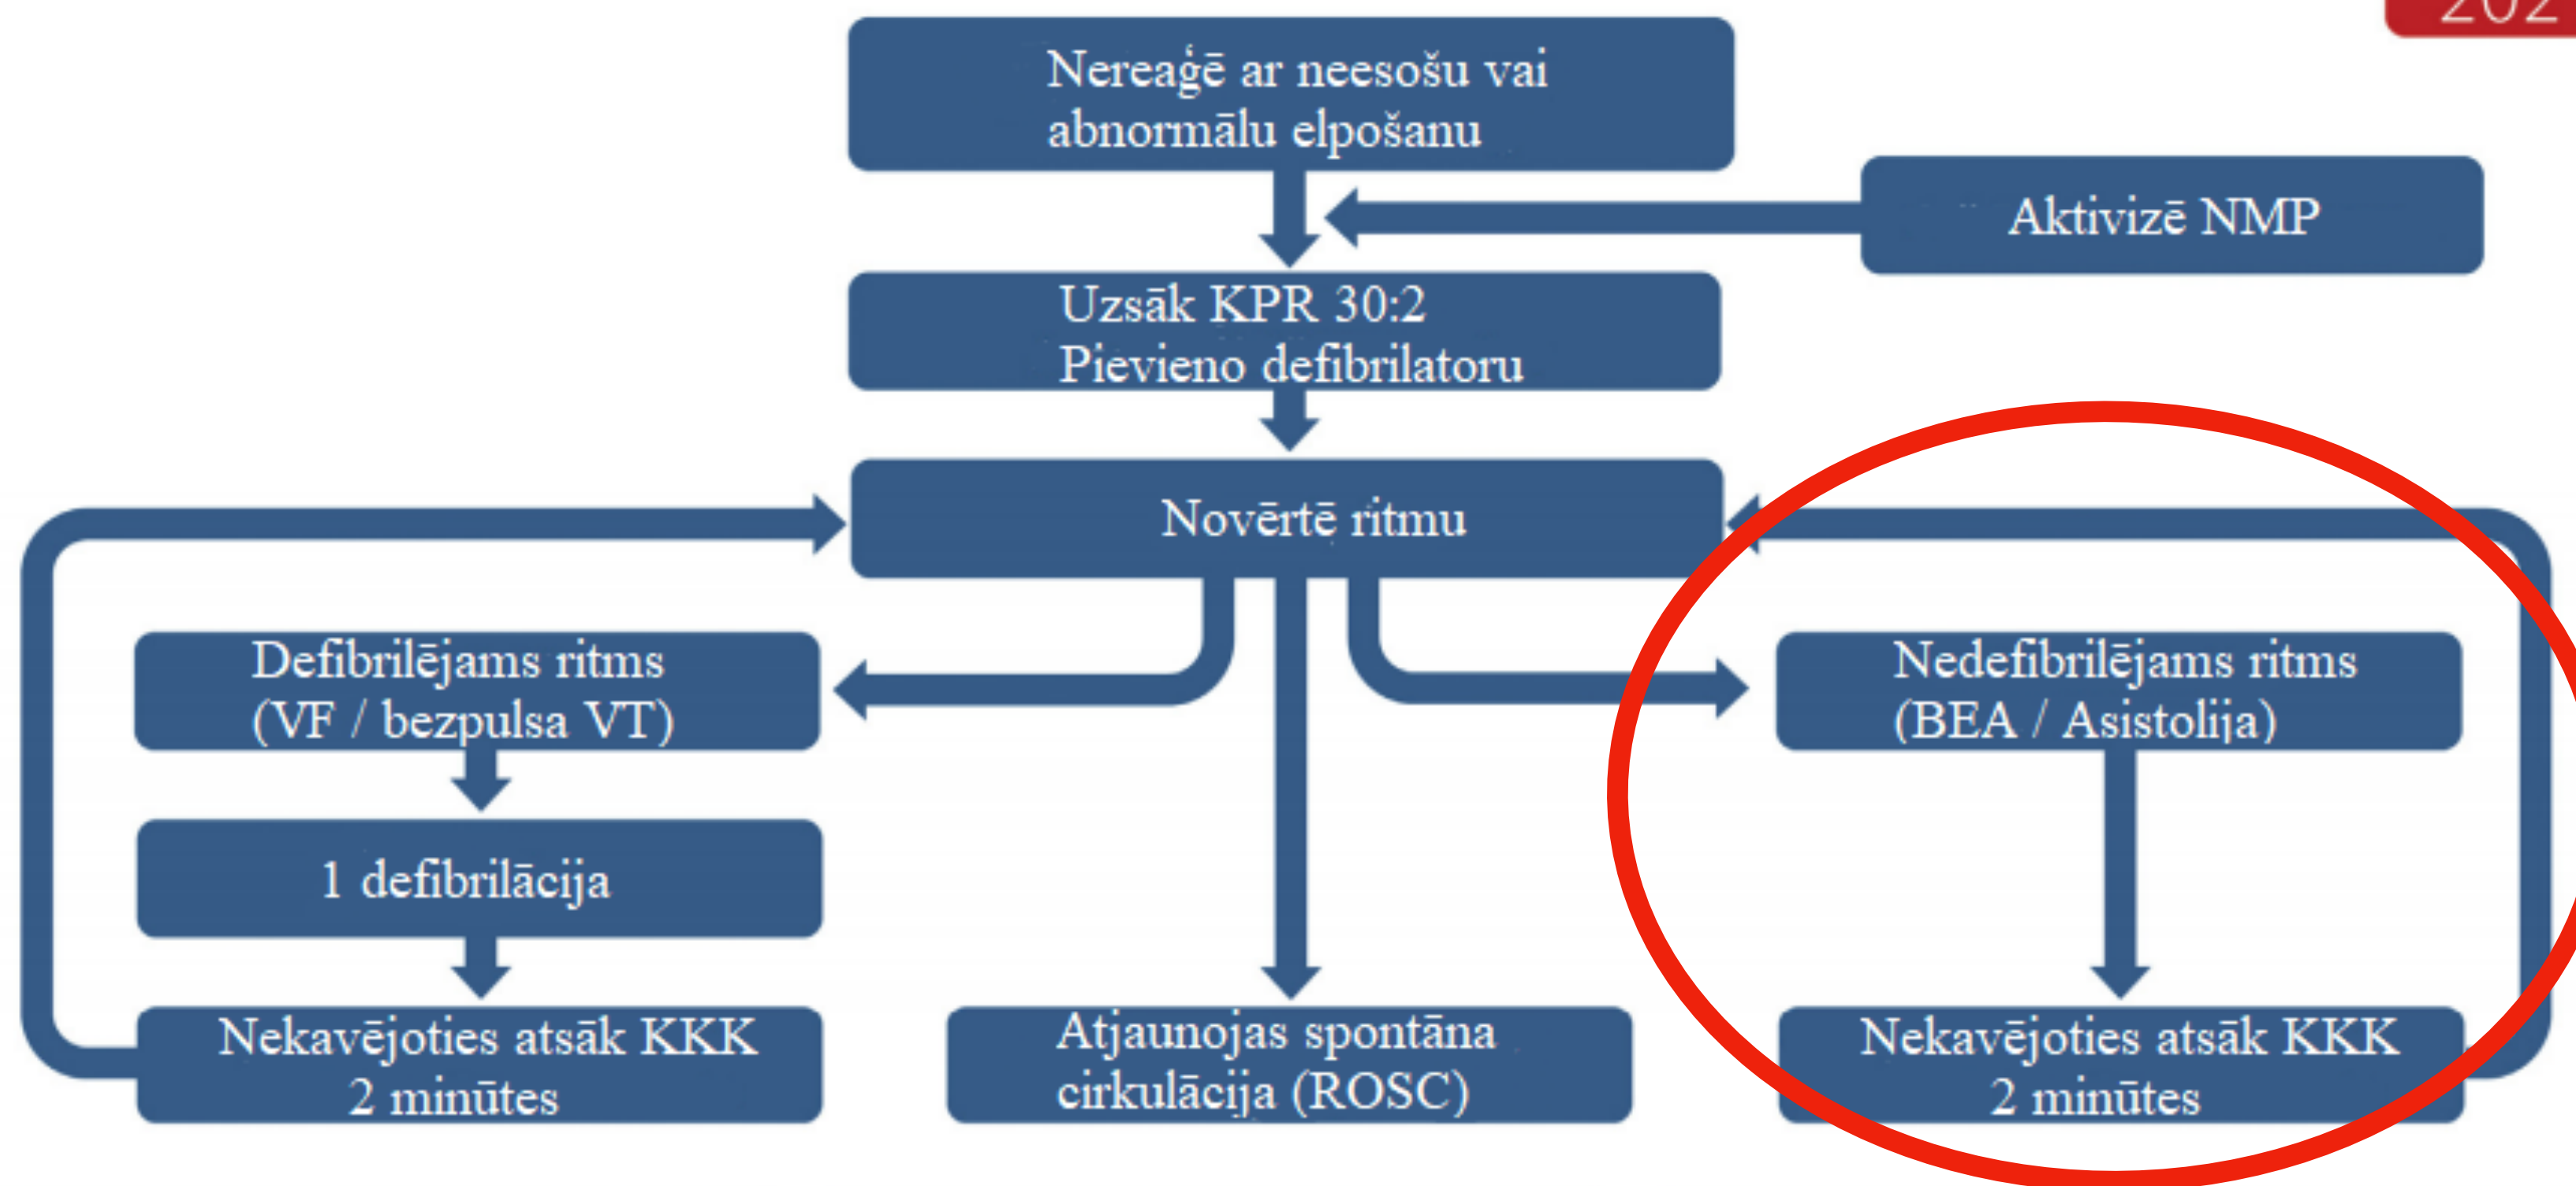 202
Nereaģē ar neesošu vai
abnormālu elpošanu
Aktivizē NMP
Uzsāk KPR 30:2
Pievieno defibrilatoru
Novērtē ritmu
Defibrilējams ritms
(VF / bezpulsa VT)
Nedefibrilējams ritms
(BEA / Asistolija)
1 defibrilācija
Nekavējoties atsāk KKK
2 minūtes
Atjaunojas spontāna
cirkulācija (ROSC)
Nekavējoties atsāk KKK
2 minūtes